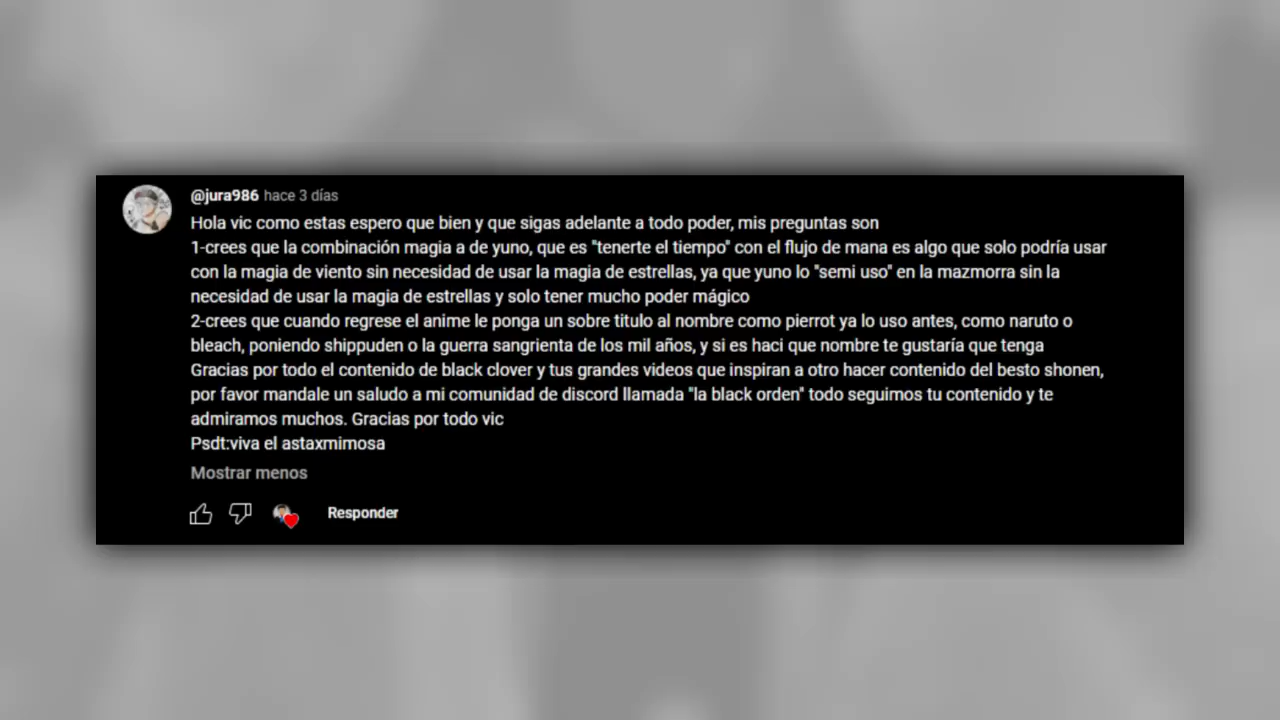 @jura986 hace 3 días
Hola vic como estas espero que bien y que sigas adelante a todo poder, mis preguntas son
1-crees que la combinación magia a de yuno, que es "tenerte el tiempo" con el flujo de mana es algo que solo podría usar
con la magia de viento sin necesidad de usar la magia de estrellas, ya que yuno lo "semi uso" en la mazmorra sin la
necesidad de usar la magia de estrellas y solo tener mucho poder mágico
2-crees que cuando regrese el anime le ponga un sobre titulo al nombre como pierrot ya lo uso antes, como naruto o
bleach, poniendo shippuden o la guerra sangrienta de los mil años, y si es haci que nombre te gustaría que tenga
Gracias por todo el contenido de black clover y tus grandes videos que inspiran a otro hacer contenido del besto shonen,
por favor mandale un saludo a mi comunidad de discord llamada "la black orden" todo seguimos tu contenido y te
admiramos muchos. Gracias por todo vic
Psdt:viva el astaxmimosa
Mostrar menos
Responder